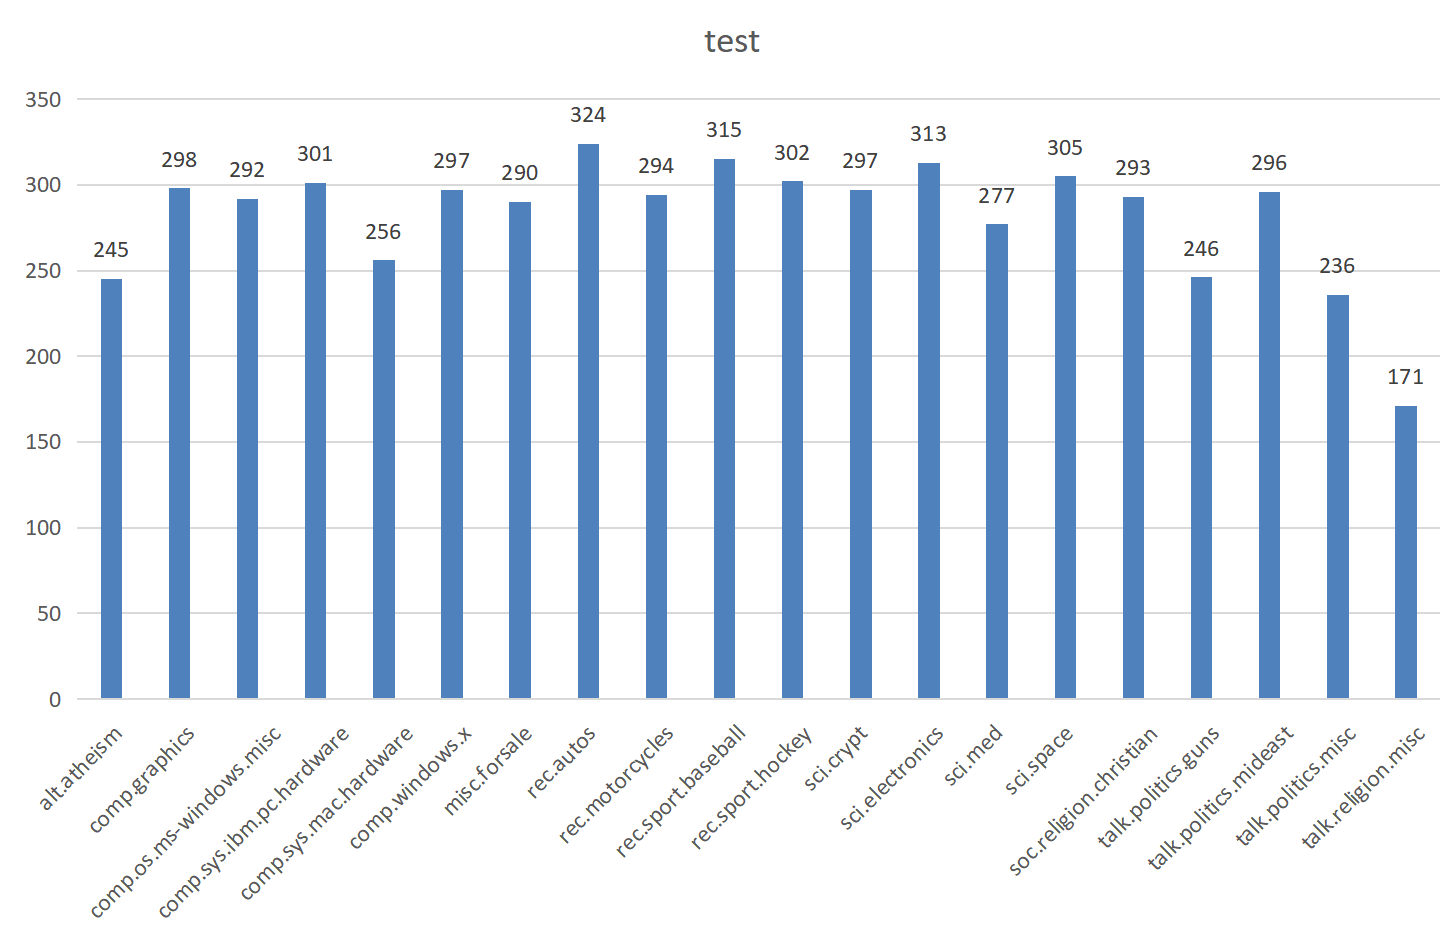 test
350
300
250
200
150
100
50
0
245
298
292
301
256
297
290
324
294
315
302
297
313
277
305
293
246
296
236
171
alt.atheism
comp.graphics
comp.os.ms-windows.misc
comp.sys.ibm.pc.hardware
comp.sys.mac.hardware
comp.windows.x
misc.forsale
rec.autos
rec.motorcycles
rec.sport.baseball
rec.sport.hockey
sci.crypt
sci.electronics
sci.med
sci.space
soc.religion.christian
talk.politics.guns
talk.politics.mideast
talk.politics.misc
talk.religion.misc